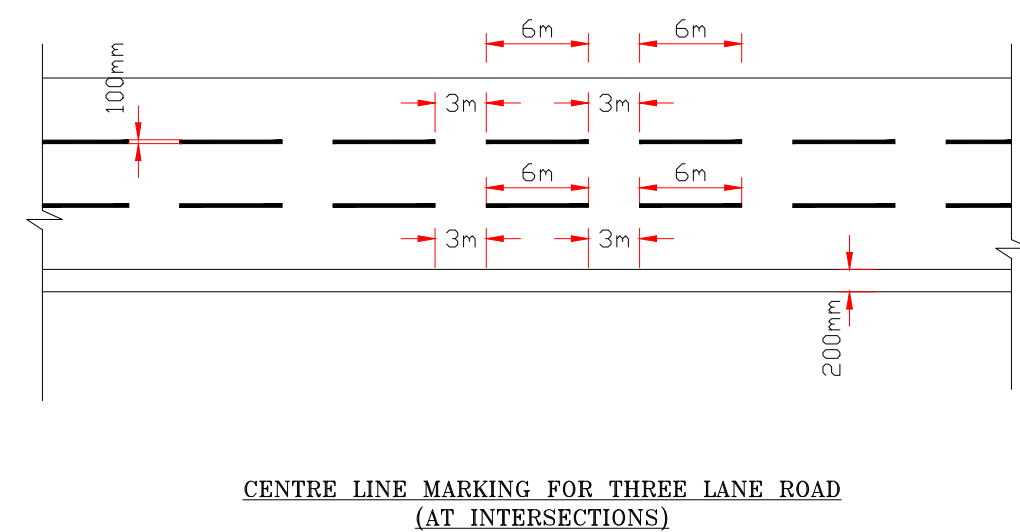 6m 6m
100mm
3m 3m
6m 6m
3m 3m
200mm
CENTRE LINE MARKING FOR THREE LANE ROAD
(AT INTERSECTIONS)